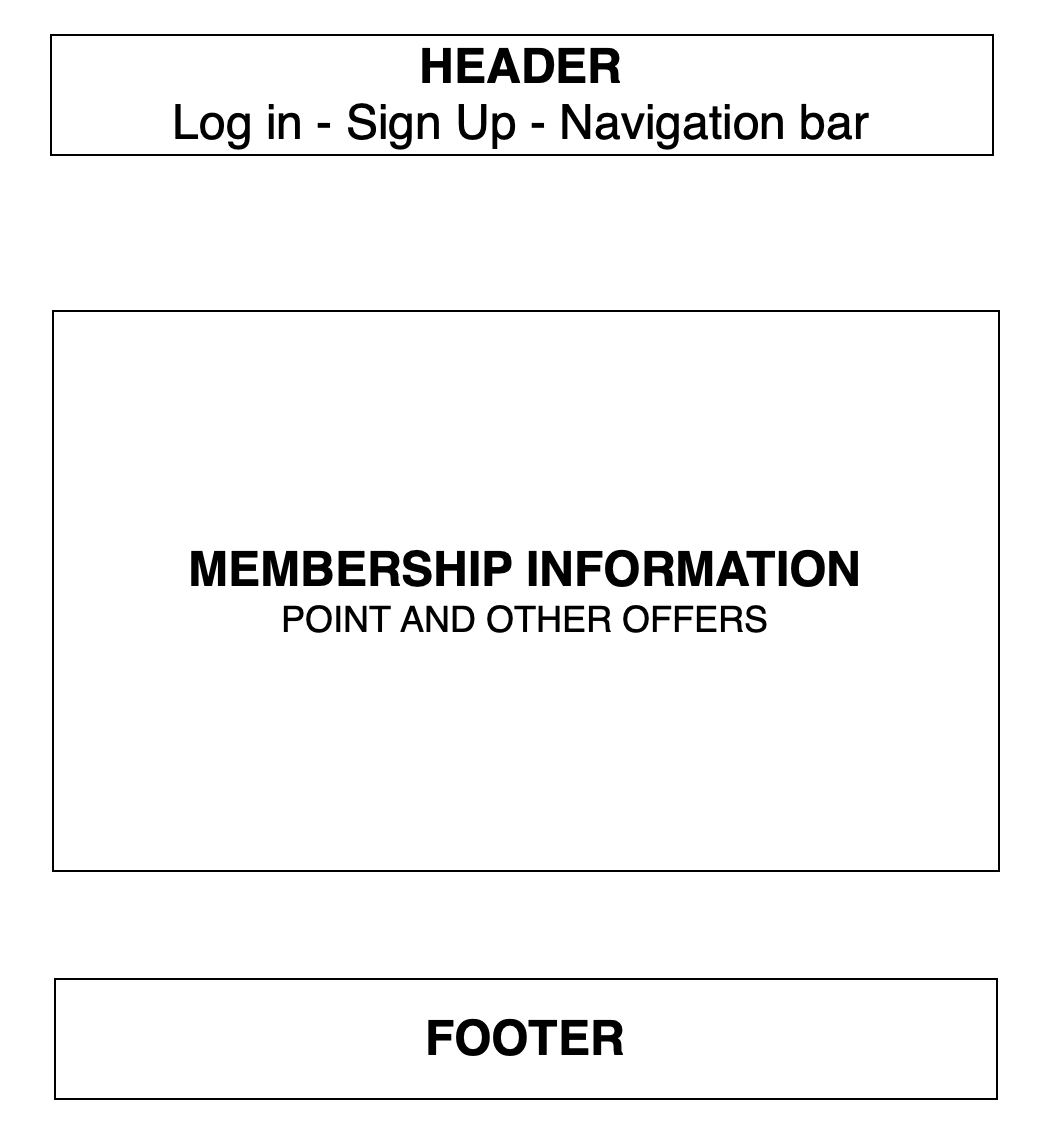 HEADER
Log in - Sign Up - Navigation bar
MEMBERSHIP INFORMATION
POINT AND OTHER OFFERS
FOOTER